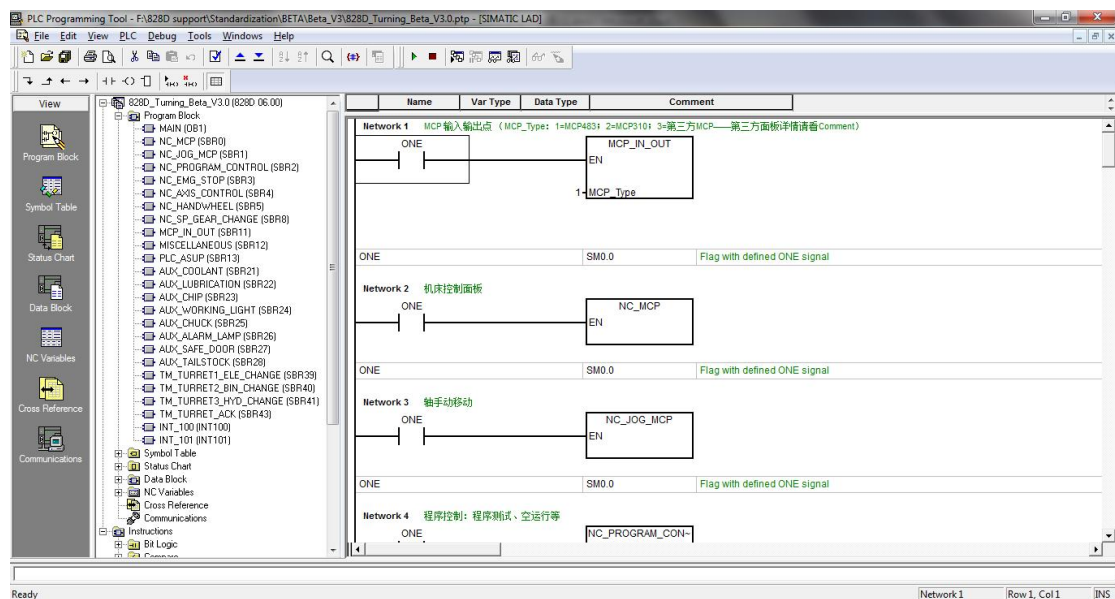 PLC Programming Tool - F:\828D support\Standardization\BETA\Beta_V3\828D_Turning_Beta_V3.0.ptp - [SIMATIC LAD]
File Edit View PLC Debug Tools Windows Help
View
Program Block
Symbol Table
Status Chart
Data Block
NC Variables
Cross Reference
Communications
828D_Turning_Beta_V3.0 (828D 06.00)
Program Block
MAIN (OB1)
NC_MCP (SBR0)
NC_JOG_MCP (SBR1)
NC_PROGRAM_CONTROL (SBR2)
NC_EMG_STOP (SBR3)
NC_AXIS_CONTROL (SBR4)
NC_HANDWHEEL (SBR5)
NC_SP_GEAR_CHANGE (SBR8)
MCP_IN_OUT (SBR11)
MISCELLANEOUS (SBR12)
PLC_ASUP (SBR13)
AUX_COOLANT (SBR21)
AUX_LUBRICATION (SBR22)
AUX_CHIP (SBR23)
AUX_WORKING_LIGHT (SBR24)
AUX_CHUCK (SBR25)
AUX_ALARM_LAMP (SBR26)
AUX_SAFE_DOOR (SBR27)
AUX_TAILSTOCK (SBR28)
TM_TURRET1_ELE_CHANGE (SBR39)
TM_TURRET2_BIN_CHANGE (SBR40)
TM_TURRET3_HYD_CHANGE (SBR41)
TM_TURRET_ACK (SBR43)
INT_100 (INT100)
INT_101 (INT101)
Symbol Table
Status Chart
Data Block
NC Variables
Cross Reference
Communications
Instructions
Bit Logic
Compare
Name Var Type Data Type Comment
Network 1 MCP输入输出点 (MCP_Type: 1=MCP483; 2=MCP310; 3=第三方MCP——第三方面板详情请看Comment)
ONE MCP_IN_OUT
EN
1 MCP_Type
ONE SM0.0 Flag with defined ONE signal
Network 2 机床控制面板
ONE NC_MCP
EN
ONE SM0.0 Flag with defined ONE signal
Network 3 轴手动移动
ONE NC_JOG_MCP
EN
ONE SM0.0 Flag with defined ONE signal
Network 4 程序控制: 程序测试、空运行等
ONE NC_PROGRAM_CON~
Ready Network 1 Row 1, Col 1 INS